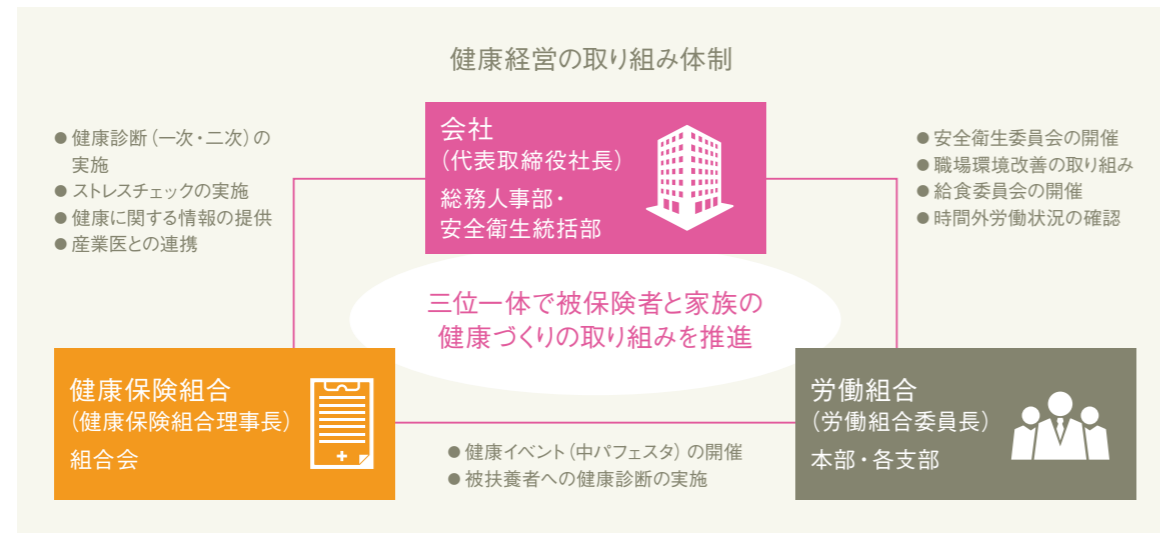 健康経営の取り組み体制
● 健康診断（一次・二次）の
実施
● ストレスチェックの実施
● 健康に関する情報の提供
● 産業医との連携
会社
（代表取締役社長）
総務人事部・
安全衛生統括部
● 安全衛生委員会の開催
● 職場環境改善の取り組み
● 給食委員会の開催
● 時間外労働状況の確認
三位一体で被保険者と家族の
健康づくりの取り組みを推進
健康保険組合
（健康保険組合理事長）
組合会
● 健康イベント（中パフェスタ）の開催
● 被扶養者への健康診断の実施
労働組合
（労働組合委員長）
本部・各支部